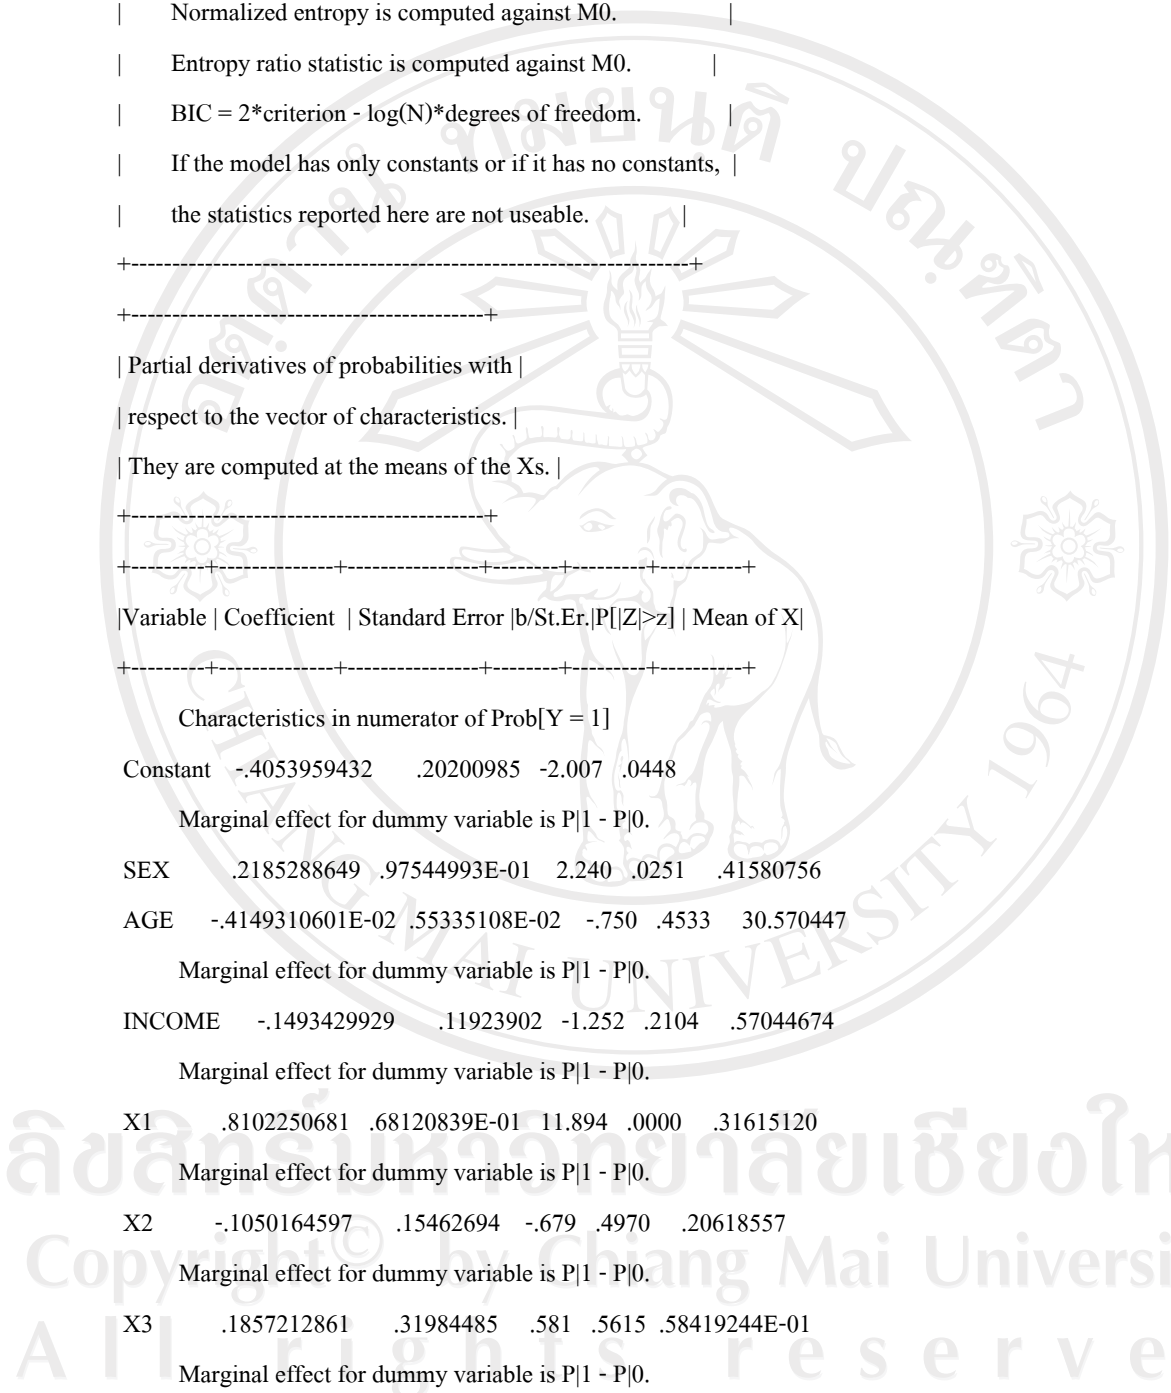 |        Normalized entropy is computed against M0.                |
|        Entropy ratio statistic is computed against M0.             |
|        BIC = 2*criterion - log(N)*degrees of freedom.             |
|        If the model has only constants or if it has no constants,  |
|        the statistics reported here are not useable.              |
+--------------------------------------------------------------------+
+-------------------------------------------+
| Partial derivatives of probabilities with |
| respect to the vector of characteristics. |
| They are computed at the means of the Xs. |
+-------------------------------------------+
+---------+--------------+----------------+--------+---------+----------+
|Variable | Coefficient  | Standard Error |b/St.Er.|P[|Z|>z] | Mean of X|
+---------+--------------+----------------+--------+---------+----------+
Characteristics in numerator of Prob[Y = 1]
Constant   -.4053959432      .20200985   -2.007   .0448
Marginal effect for dummy variable is P|1 - P|0.
SEX         .2185288649   .97544993E-01    2.240   .0251      .41580756
AGE      -.4149310601E-02  .55335108E-02   -.750   .4533     30.570447
Marginal effect for dummy variable is P|1 - P|0.
INCOME      -.1493429929      .11923902   -1.252   .2104     .57044674
Marginal effect for dummy variable is P|1 - P|0.
X1          .8102250681   .68120839E-01   11.894   .0000      .31615120
Marginal effect for dummy variable is P|1 - P|0.
X2         -.1050164597      .15462694    -.679   .4970     .20618557
Marginal effect for dummy variable is P|1 - P|0.
X3          .1857212861      .31984485     .581   .5615   .58419244E-01
Marginal effect for dummy variable is P|1 - P|0.
CHIANG MAI UNIVERSITY 1964
ลิขสิทธิ์มหาวิทยาลัยเชียงให
Copyright© by Chiang Mai Universi
All rights reserve